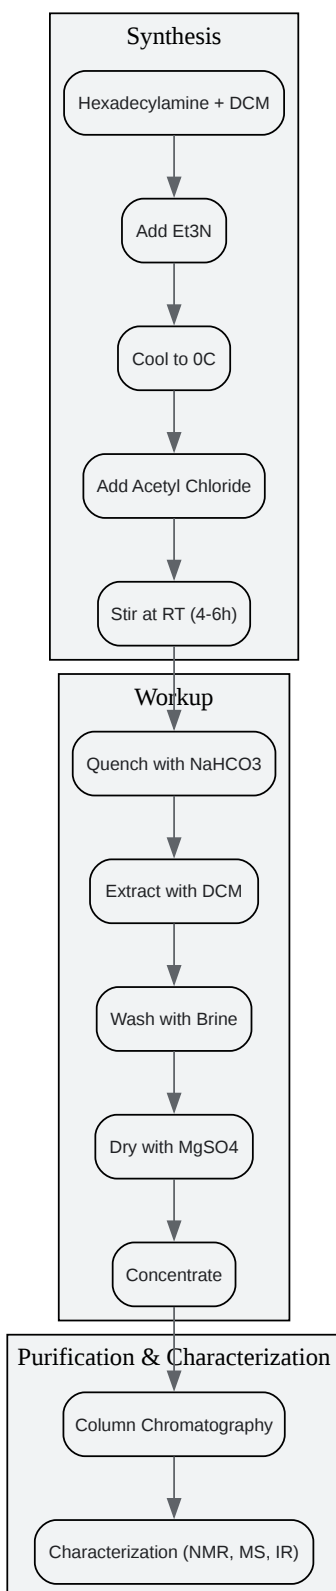 Synthesis
Hexadecylamine + DCM
Add Et3N
Cool to 0C
Add Acetyl Chloride
Stir at RT (4-6h)
Workup
Quench with NaHCO3
Extract with DCM
Wash with Brine
Dry with MgSO4
Concentrate
Purification & Characterization
Column Chromatography
Characterization (NMR, MS, IR)